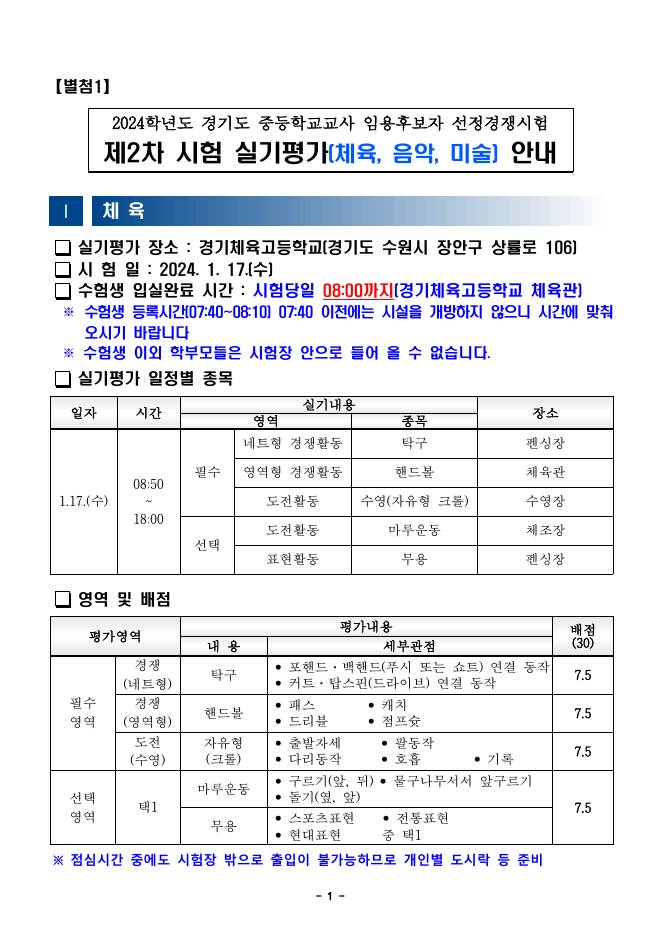 【별첨1】
2024학년도 경기도 중등학교교사 임용후보자 선정경쟁시험
제2차 시험 실기평가(체육, 음악, 미술) 안내
Ⅰ 체 육
❏ 실기평가 장소 : 경기체육고등학교(경기도 수원시 장안구 상률로 106)
❏ 시 험 일 : 2024. 1. 17.(수)
❏ 수험생 입실완료 시간 : 시험당일 08:00까지(경기체육고등학교 체육관)
※ 수험생 등록시간(07:40~08:10) 07:40 이전에는 시설을 개방하지 않으니 시간에 맞춰
오시기 바랍니다
※ 수험생 이외 학부모들은 시험장 안으로 들어 올 수 없습니다.
❏ 실기평가 일정별 종목
일자 시간 실기내용 장소
영역 종목
1.17.(수) 08:50 ~ 18:00 필수 네트형 경쟁활동 탁구 펜싱장
영역형 경쟁활동 핸드볼 체육관
도전활동 수영(자유형 크롤) 수영장
선택 도전활동 마루운동 체조장
표현활동 무용 펜싱장
❏ 영역 및 배점
평가영역 평가내용 배점 (30)
내 용 세부관점
필수 영역 경쟁 (네트형) 탁구 • 포핸드・백핸드(푸시 또는 쇼트) 연결 동작
• 커트・탑스핀(드라이브) 연결 동작 7.5
경쟁 (영역형) 핸드볼 • 패스 • 캐치
• 드리블 • 점프슛 7.5
도전 (수영) 자유형 (크롤) • 출발자세 • 팔동작
• 다리동작 • 호흡 • 기록 7.5
선택 영역 택1 마루운동 • 구르기(앞, 뒤) • 물구나무서서 앞구르기
• 돌기(옆, 앞) 7.5
무용 • 스포츠표현 • 전통표현
• 현대표현 중 택1
※ 점심시간 중에도 시험장 밖으로 출입이 불가능하므로 개인별 도시락 등 준비
- 1 -